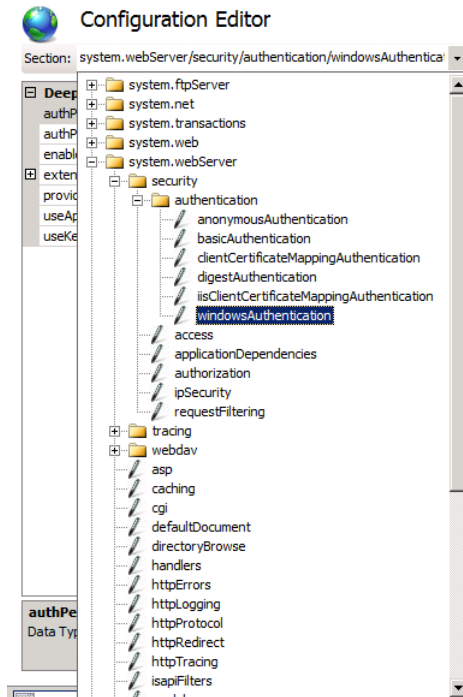 Configuration Editor
Section: system.webServer/security/authentication/windowsAuthenticat
Deep
system.ftpServer
system.net
authP
system.transactions
authP
system.web
enable
system.webServer
exten
security
provid
authentication
useAp
anonymousAuthentication
useKe
basicAuthentication
clientCertificateMappingAuthentication
digestAuthentication
iisClientCertificateMappingAuthentication
windowsAuthentication
access
applicationDependencies
authorization
ipSecurity
requestFiltering
tracing
webdav
asp
caching
cgi
defaultDocument
directoryBrowse
handlers
httpErrors
httpLogging
authPe
httpProtocol
Data Typ
httpRedirect
httpTracing
isapiFilters